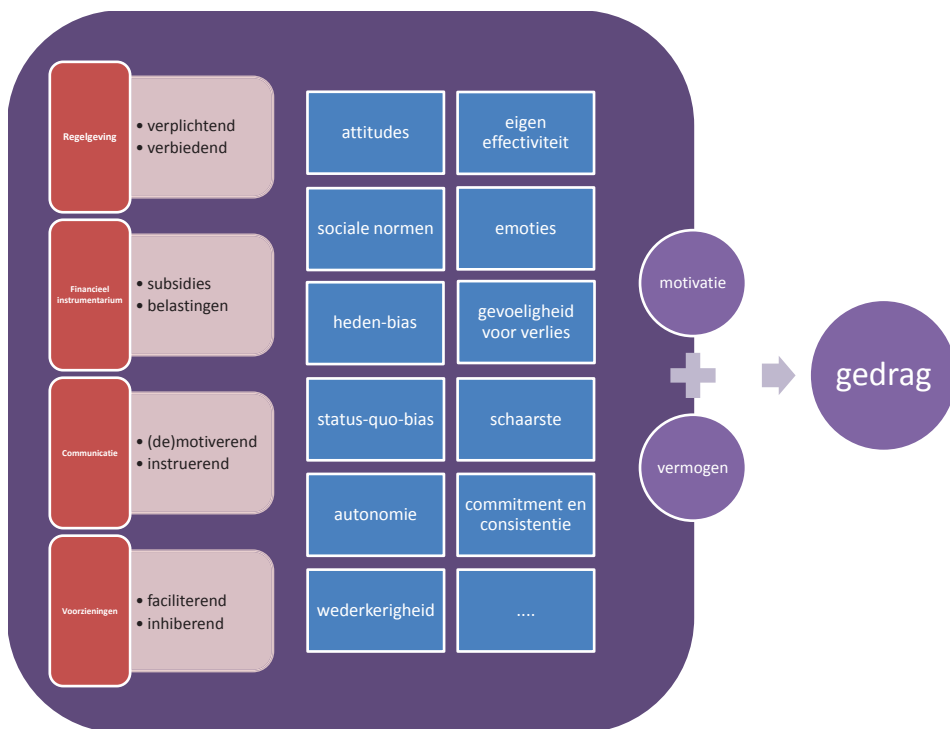 Regelgeving
• verplichtend
• verbiedend
Financieel
instrumentarium
• subsidies
• belastingen
Communicatie
• (de)motiverend
• instruerend
Voorzieningen
• faciliterend
• inhiberend
attitudes
eigen
effectiviteit
sociale normen
emoties
heden-bias
gevoeligheid
voor verlies
status-quo-bias
schaarste
autonomie
commitment en
consistentie
wederkerigheid
....
motivatie
vermogen
gedrag